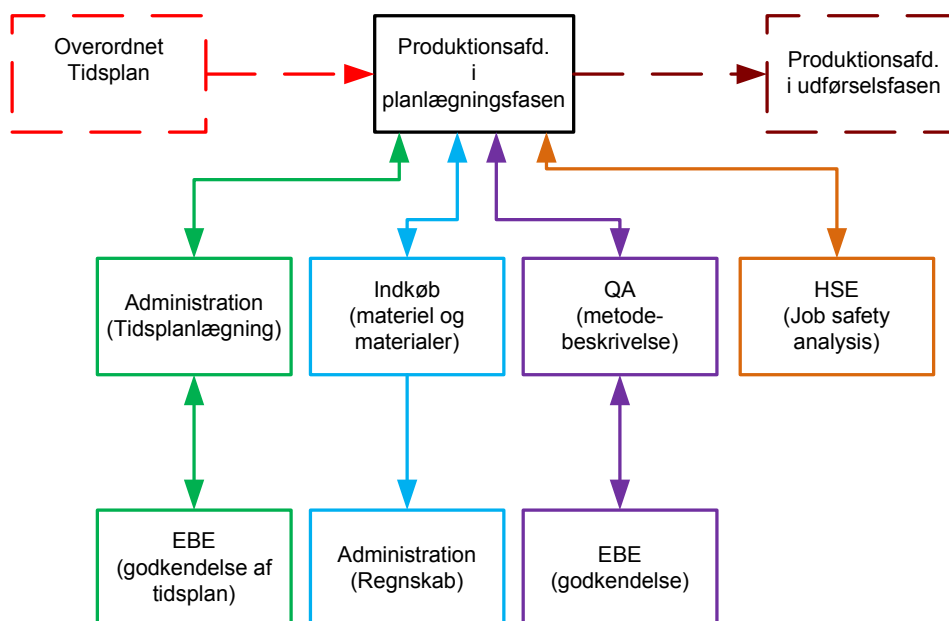 Overordnet
Tidsplan
Produktionsafd.
i
planlægningsfasen
Produktionsafd.
i udførselsfasen
Administration
(Tidsplanlægning)
Indkøb
(materiel og
materialer)
QA
(metode-
beskrivelse)
HSE
(Job safety
analysis)
EBE
(godkendelse af
tidsplan)
Administration
(Regnskab)
EBE
(godkendelse)